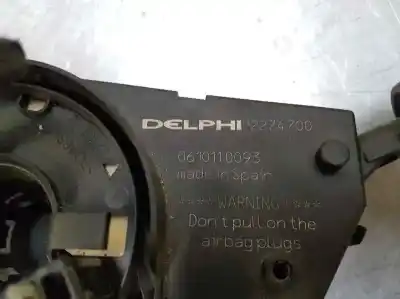 DELPHI 2274700
0610110093
made in Spain
****WARNING****
Don't pull on the
airbag plugs